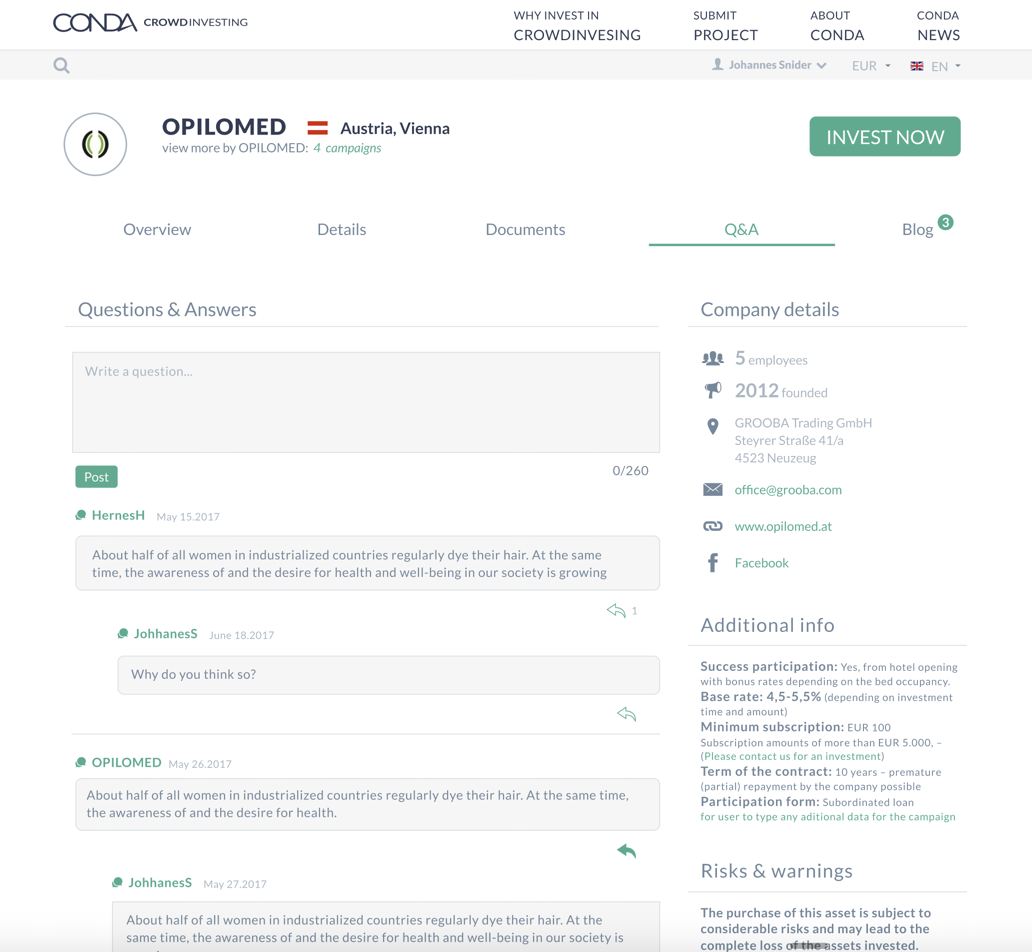 CONDA CROWDINVESTING
WHY INVEST IN
CROWDINVESING
SUBMIT
PROJECT
ABOUT
CONDA
CONDA
NEWS
Johannes Snider
EUR
EN
OPILOMED
Austria, Vienna
view more by OPILOMED: 4 campaigns
INVEST NOW
Overview
Details
Documents
Q&A
Blog
3
Questions & Answers
Write a question...
Post
0/260
HernesH May 15.2017
About half of all women in industrialized countries regularly dye their hair. At the same
time, the awareness of and the desire for health and well-being in our society is growing
1
JohhanesS June 18.2017
Why do you think so?
OPILOMED May 26.2017
About half of all women in industrialized countries regularly dye their hair. At the same time,
the awareness of and the desire for health.
JohhanesS May 27.2017
About half of all women in industrialized countries regularly dye their hair. At the
same time, the awareness of and the desire for health and well-being in our society is
Company details
5 employees
2012 founded
GROOBA Trading GmbH
Steyrer Straße 41/a
4523 Neuzeug
office@grooba.com
www.opilomed.at
Facebook
Additional info
Success participation: Yes, from hotel opening
with bonus rates depending on the bed occupancy.
Base rate: 4,5-5,5% (depending on investment
time and amount)
Minimum subscription: EUR 100
Subscription amounts of more than EUR 5.000, –
(Please contact us for an investment)
Term of the contract: 10 years – premature
(partial) repayment by the company possible
Participation form: Subordinated loan
for user to type any aditional data for the campaign
Risks & warnings
The purchase of this asset is subject to
considerable risks and may lead to the
complete loss of the assets invested.